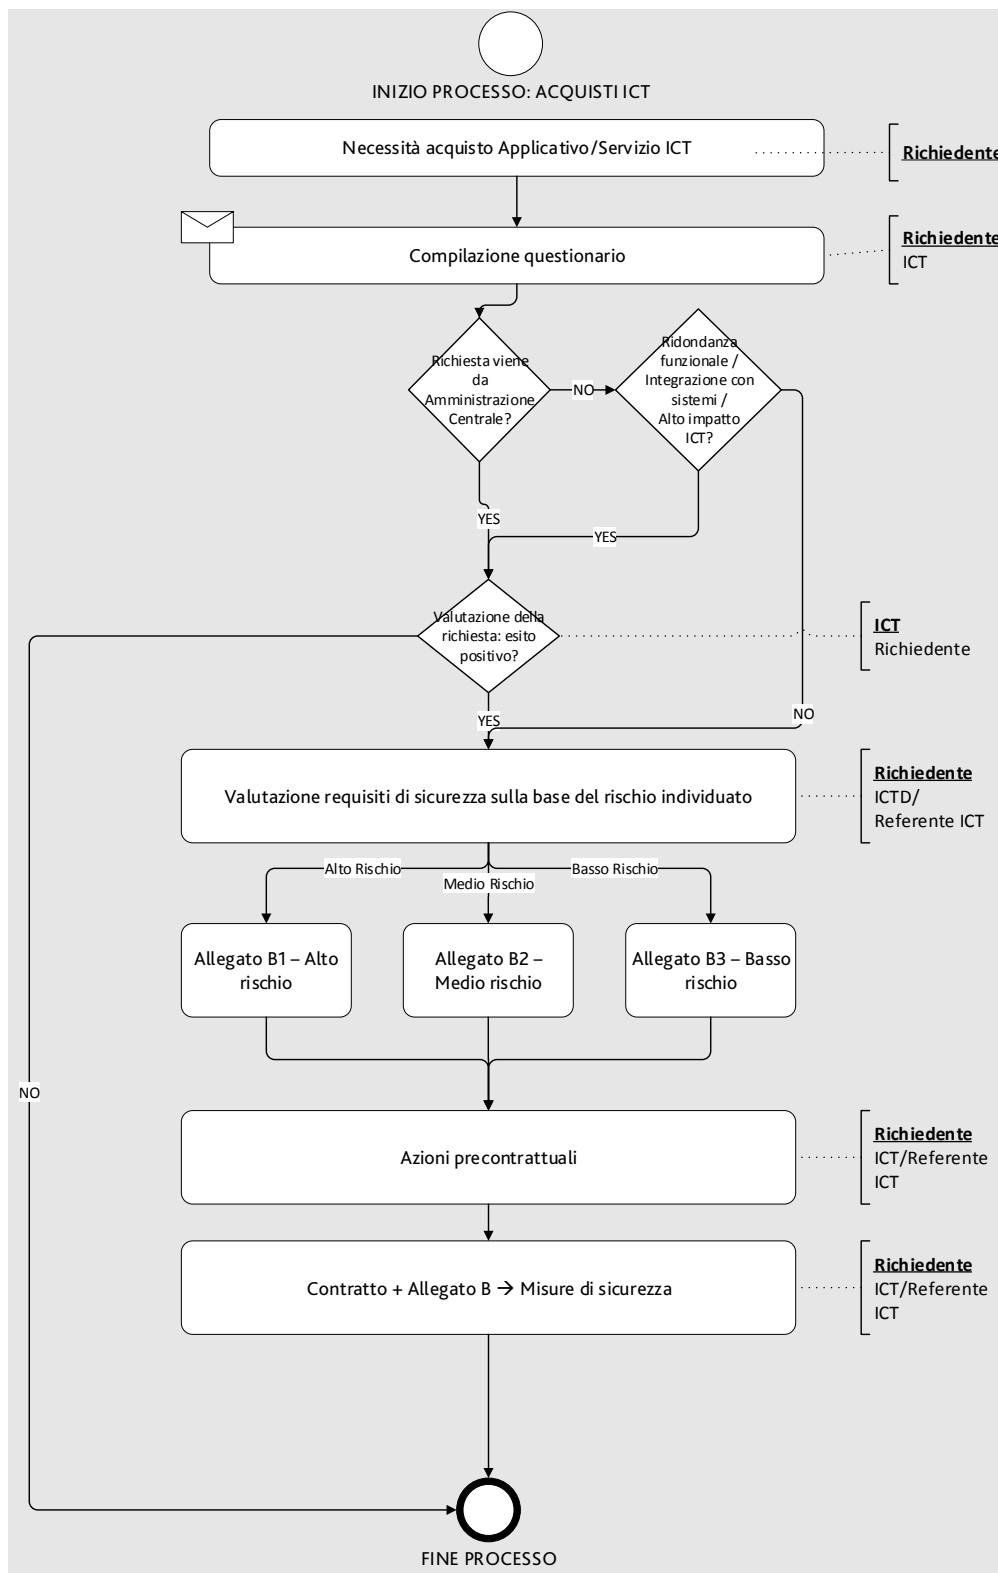 INIZIO PROCESSO: ACQUISTI ICT
Necessità acquisto Applicativo/Servizio ICT
Richiedente
Compilazione questionario
Richiedente
ICT
Richiesta viene
da
Amministrazione
Centrale?
NO
Ridondanza
funzionale /
Integrazione con
sistemi /
Alto impatto
ICT?
YES
YES
Valutazione della
richiesta: esito
positivo?
ICT
Richiedente
YES
NO
Valutazione requisiti di sicurezza sulla base del rischio individuato
Richiedente
ICTD/
Referente ICT
Alto Rischio
Medio Rischio
Basso Rischio
Allegato B1 – Alto
rischio
Allegato B2 –
Medio rischio
Allegato B3 – Basso
rischio
NO
Azioni precontrattuali
Richiedente
ICT/Referente
ICT
Contratto + Allegato B → Misure di sicurezza
Richiedente
ICT/Referente
ICT
FINE PROCESSO